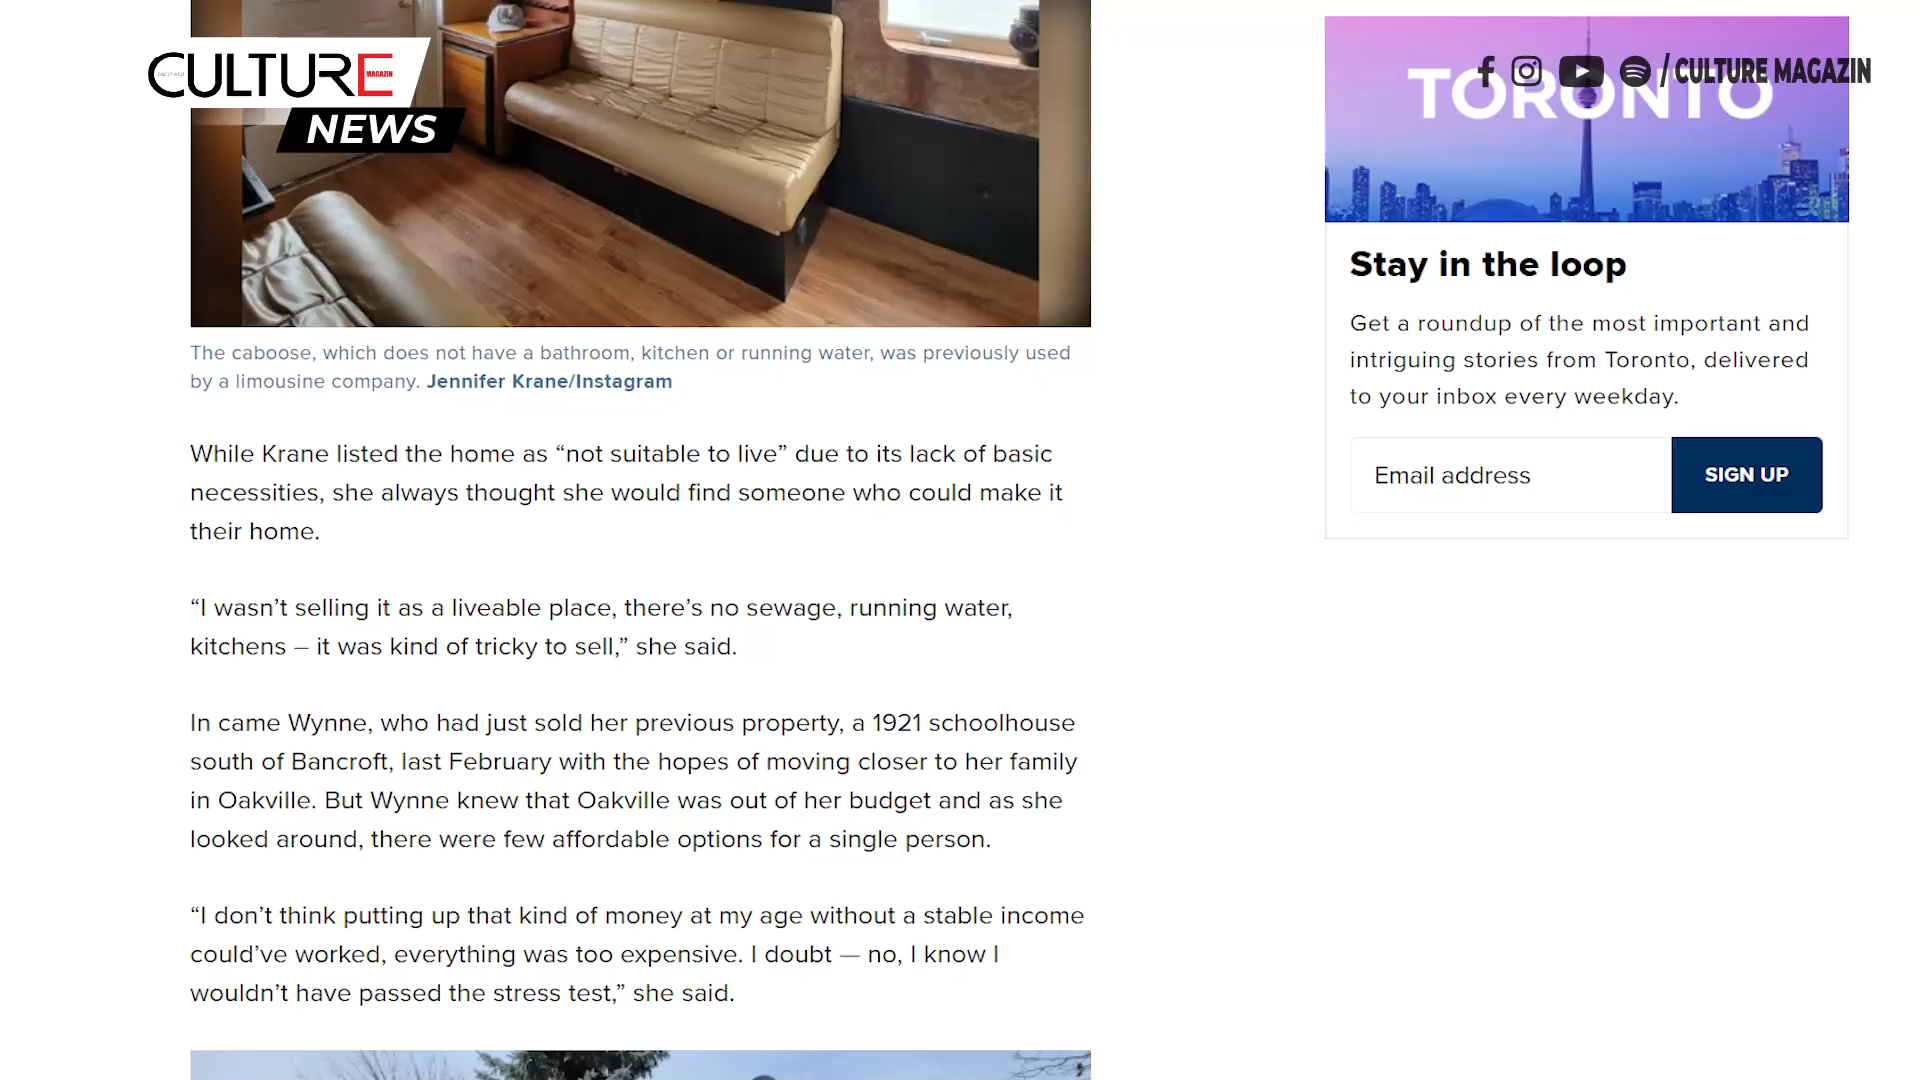 CULTURE
MAGAZIN
NEWS
TORONTO
/ CULTURE MAGAZIN
The caboose, which does not have a bathroom, kitchen or running water, was previously used
by a limousine company. Jennifer Krane/Instagram
While Krane listed the home as “not suitable to live” due to its lack of basic
necessities, she always thought she would find someone who could make it
their home.
“I wasn’t selling it as a liveable place, there’s no sewage, running water,
kitchens – it was kind of tricky to sell,” she said.
In came Wynne, who had just sold her previous property, a 1921 schoolhouse
south of Bancroft, last February with the hopes of moving closer to her family
in Oakville. But Wynne knew that Oakville was out of her budget and as she
looked around, there were few affordable options for a single person.
“I don’t think putting up that kind of money at my age without a stable income
could’ve worked, everything was too expensive. I doubt — no, I know I
wouldn’t have passed the stress test,” she said.
Stay in the loop
Get a roundup of the most important and
intriguing stories from Toronto, delivered
to your inbox every weekday.
Email address
SIGN UP